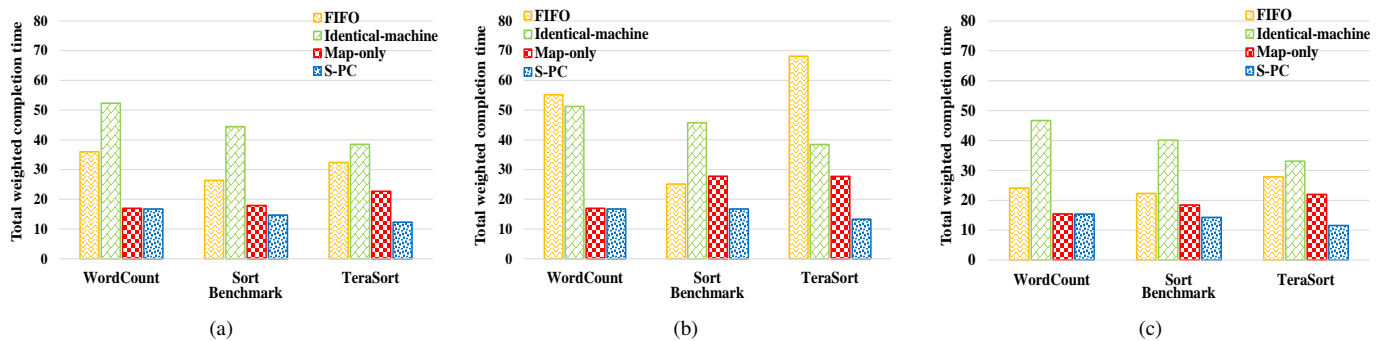 Total weighted completion time
80
70
60
50
40
30
20
10
0
FIFO
Identical-machine
Map-only
S-PC
WordCount
Sort
TeraSort
Benchmark
(a)
Total weighted completion time
80
70
60
50
40
30
20
10
0
FIFO
Identical-machine
Map-only
S-PC
WordCount
Sort
TeraSort
Benchmark
(b)
Total weighted completion time
80
70
60
50
40
30
20
10
0
FIFO
Identical-machine
Map-only
S-PC
WordCount
Sort
TeraSort
Benchmark
(c)